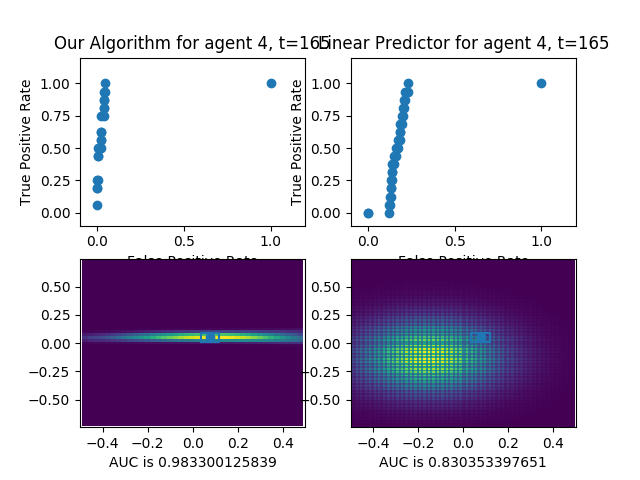 Our Algorithm for agent 4, t=165
Linear Predictor for agent 4, t=165
True Positive Rate
1.00
0.75
0.50
0.25
0.00
0.0 0.5 1.0
False Positive Rate
True Positive Rate
1.00
0.75
0.50
0.25
0.00
0.0 0.5 1.0
False Positive Rate
0.50
0.25
0.00
−0.25
−0.50
−0.4 −0.2 0.0 0.2 0.4
AUC is 0.983300125839
0.50
0.25
0.00
−0.25
−0.50
−0.4 −0.2 0.0 0.2 0.4
AUC is 0.830353397651